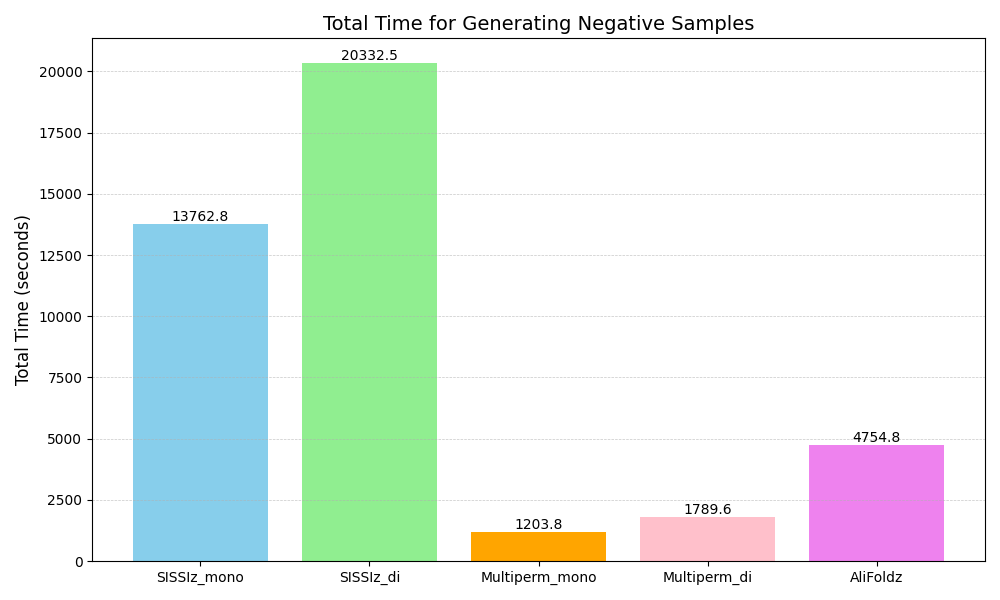 Total Time for Generating Negative Samples
Total Time (seconds)
20000
17500
15000
12500
10000
7500
5000
2500
0
13762.8
20332.5
1203.8
1789.6
4754.8
SISSIz_mono
SISSIz_di
Multiperm_mono
Multiperm_di
AliFoldz